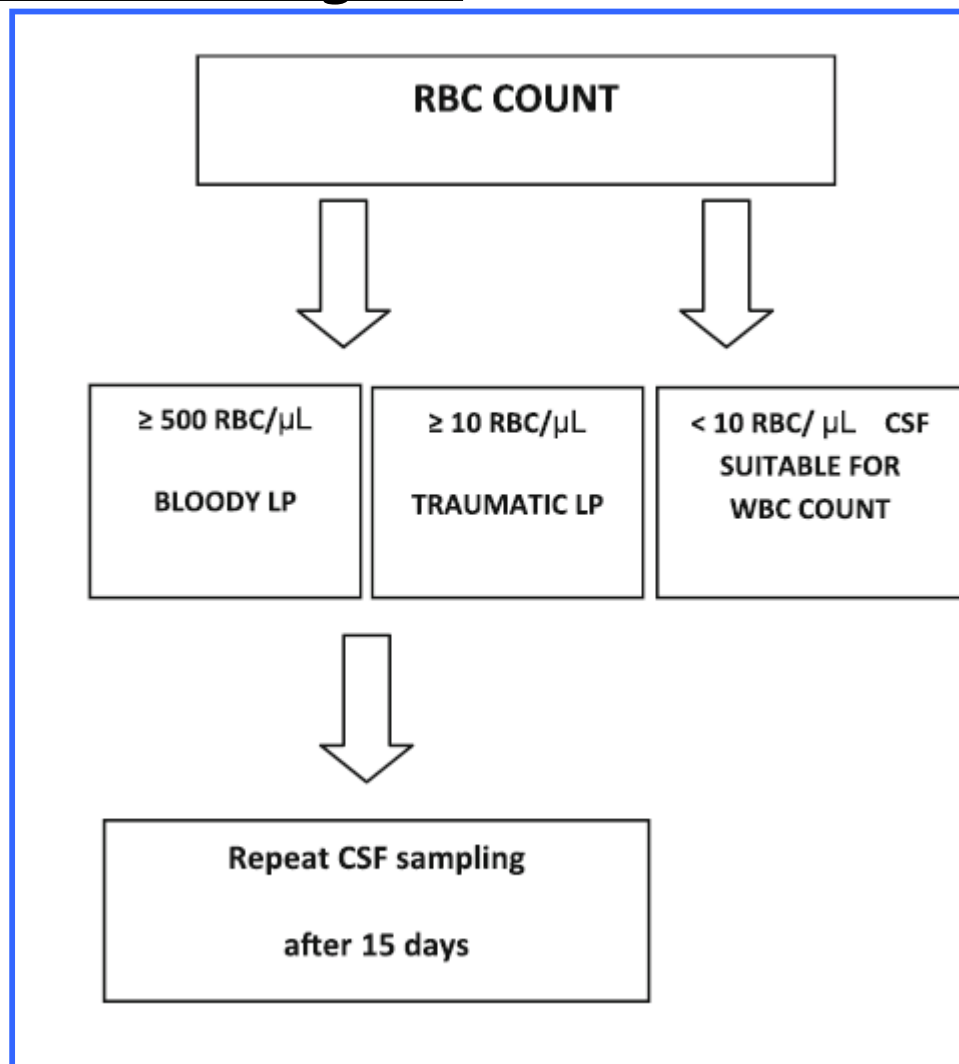 RBC COUNT
≥ 500 RBC/µL
BLOODY LP
≥ 10 RBC/µL
TRAUMATIC LP
< 10 RBC/ µL CSF
SUITABLE FOR
WBC COUNT
Repeat CSF sampling
after 15 days